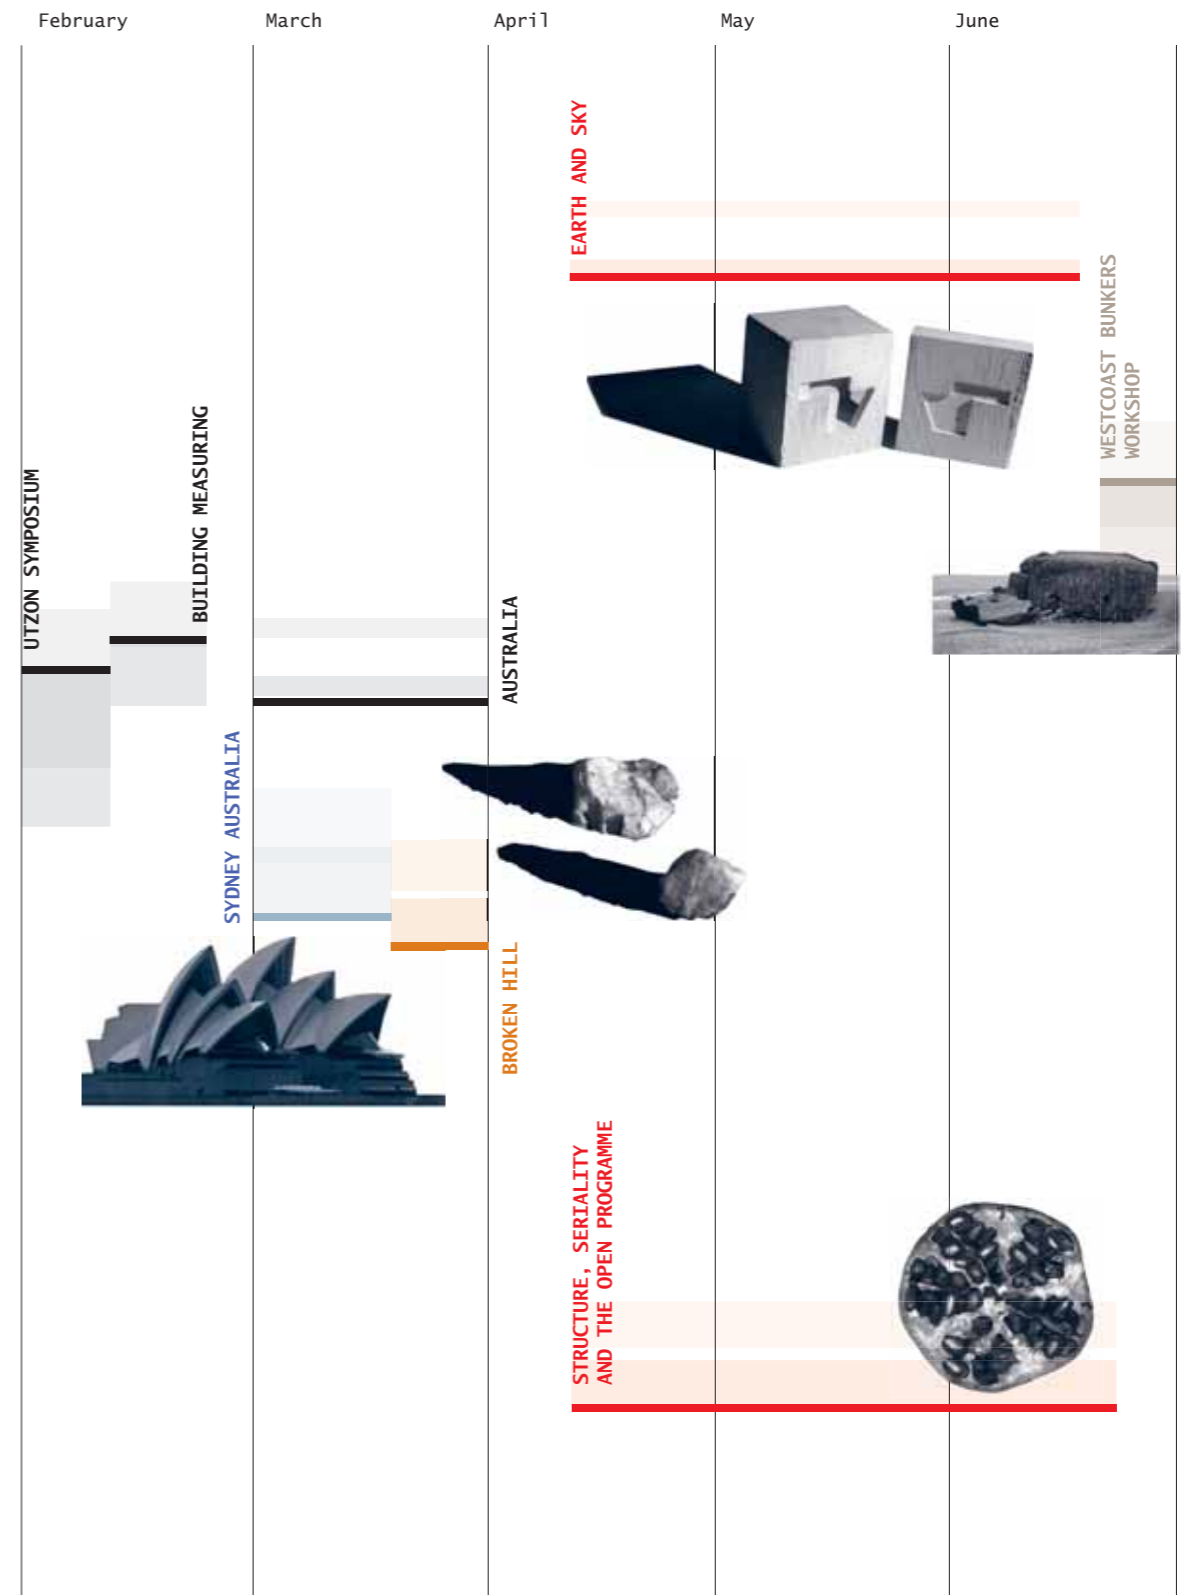 February
March
April
May
June
EARTH AND SKY
WESTCOAST BUNKERS
WORKSHOP
BUILDING MEASURING
UTZON SYMPOSIUM
AUSTRALIA
SYDNEY AUSTRALIA
BROKEN HILL
STRUCTURE, SERIALITY
AND THE OPEN PROGRAMME